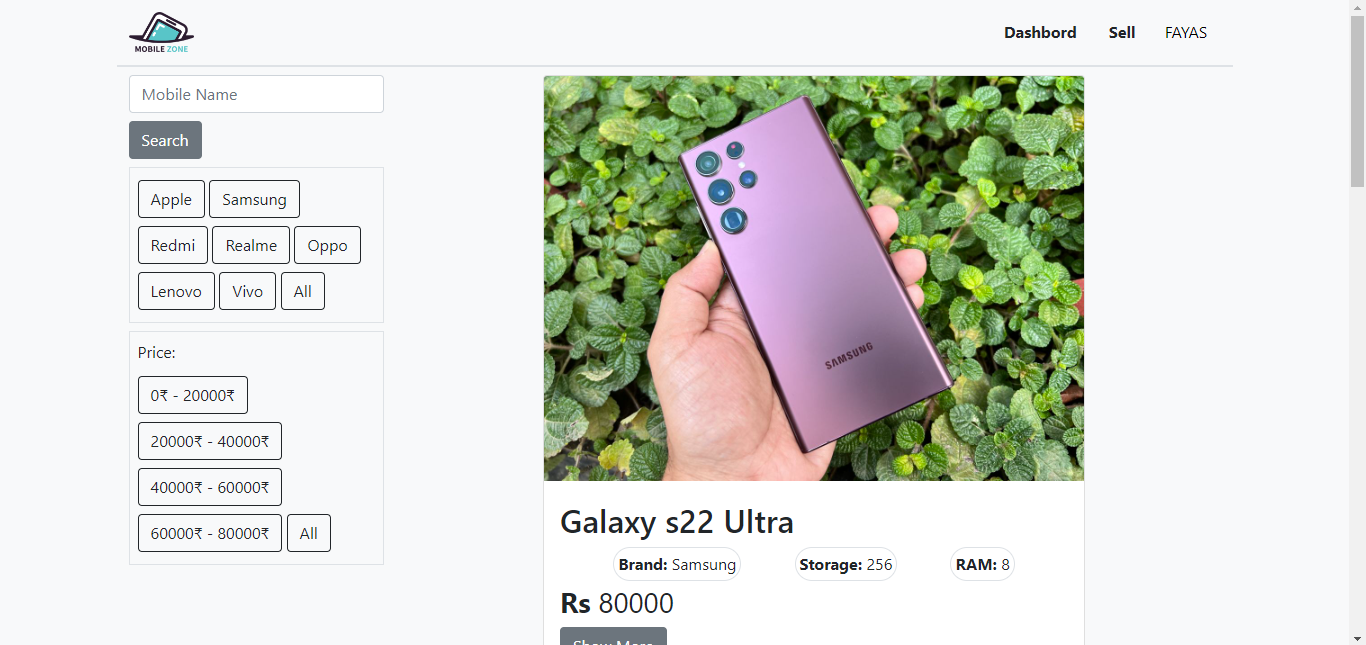 MOBILE ZONE
Dashbord Sell FAYAS
Mobile Name
Search
Apple Samsung
Redmi Realme Oppo
Lenovo Vivo All
Price:
0₹ - 20000₹
20000₹ - 40000₹
40000₹ - 60000₹
60000₹ - 80000₹ All
SAMSUNG
Galaxy s22 Ultra
Brand: Samsung Storage: 256 RAM: 8
Rs 80000
Show More